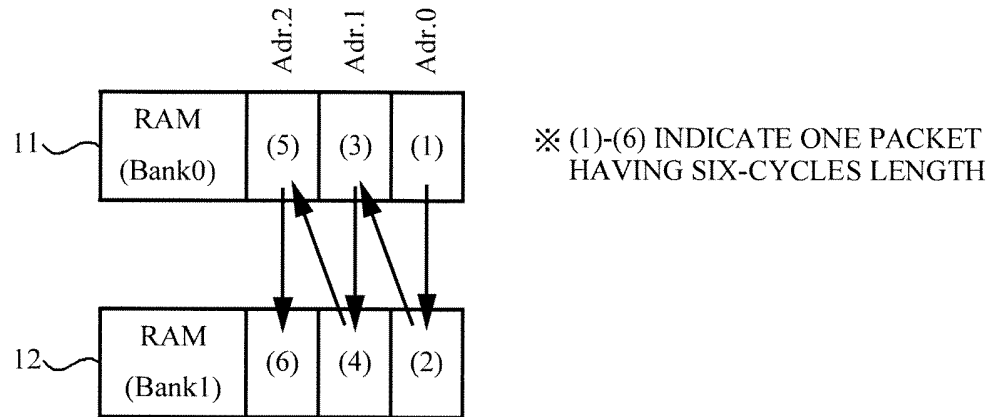 Adr.2 Adr.1 Adr.0
11 RAM (5) (3) (1)
(Bank0)
※ (1)-(6) INDICATE ONE PACKET
HAVING SIX-CYCLES LENGTH
12 RAM (6) (4) (2)
(Bank1)